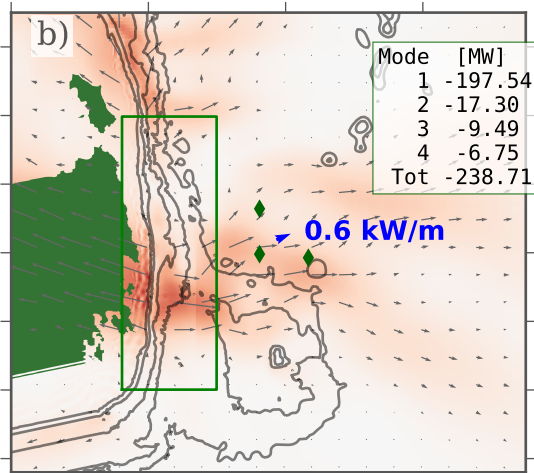 b)
Mode [MW]
1 -197.54
2 -17.30
3 -9.49
4 -6.75
Tot -238.71
0.6 kW/m